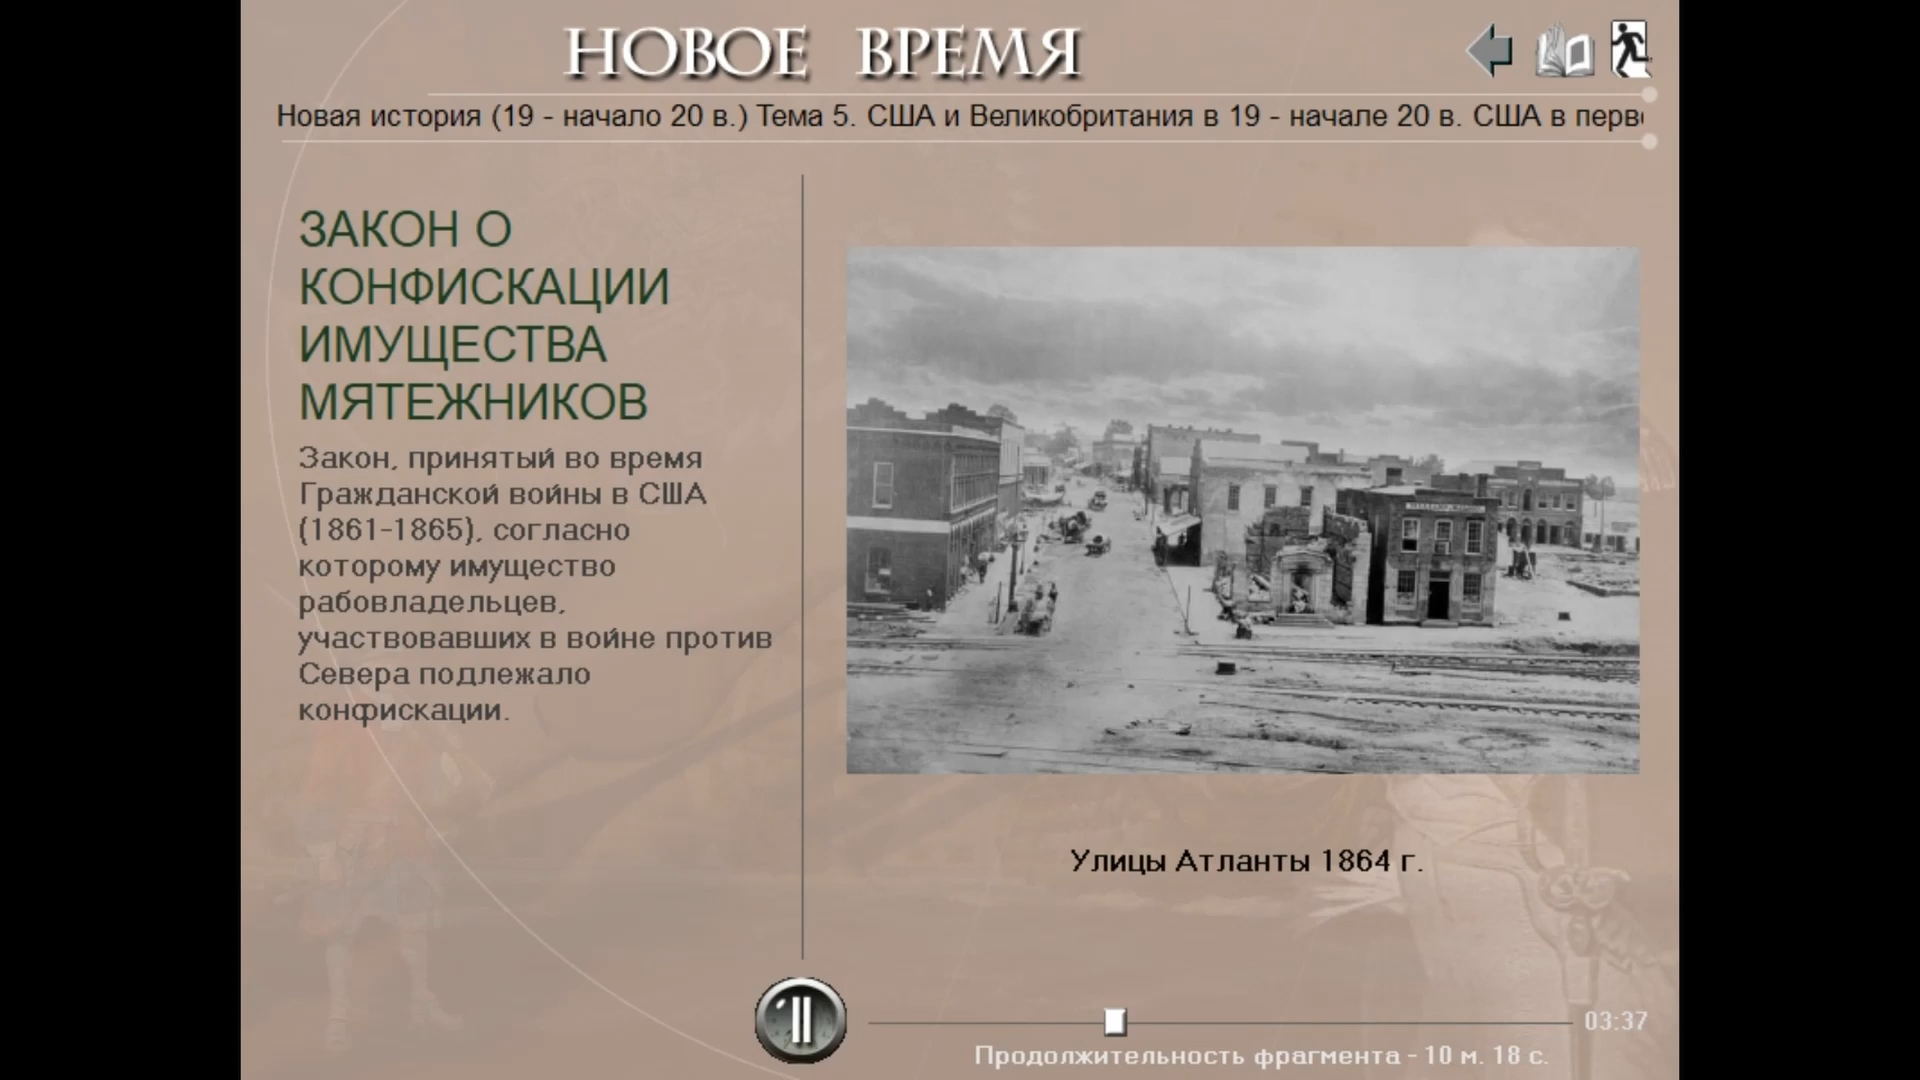 НОВОЕ ВРЕМЯ
Новая история (19 - начало 20 в.) Тема 5. США и Великобритания в 19 - начале 20 в. США в перв
ЗАКОН О
КОНФИСКАЦИИ
ИМУЩЕСТВА
МЯТЕЖНИКОВ
Закон, принятый во время
Гражданской войны в США
(1861-1865), согласно
которому имущество
рабовладельцев,
участвовавших в войне против
Севера подлежало
конфискации.
Улицы Атланты 1864 г.
03:37
Продолжительность фрагмента - 10 м. 18 с.